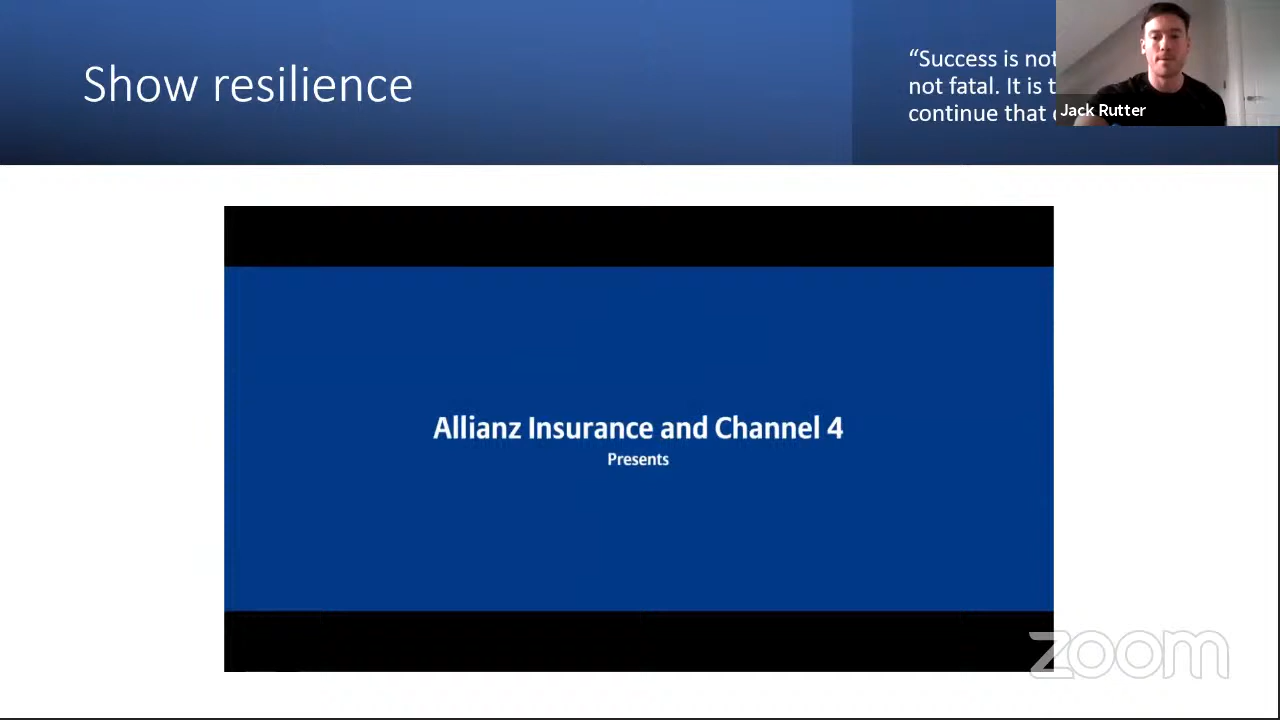 Show resilience
“Success is not
not fatal. It is t
continue that
Jack Rutter
Allianz Insurance and Channel 4
Presents
zoom